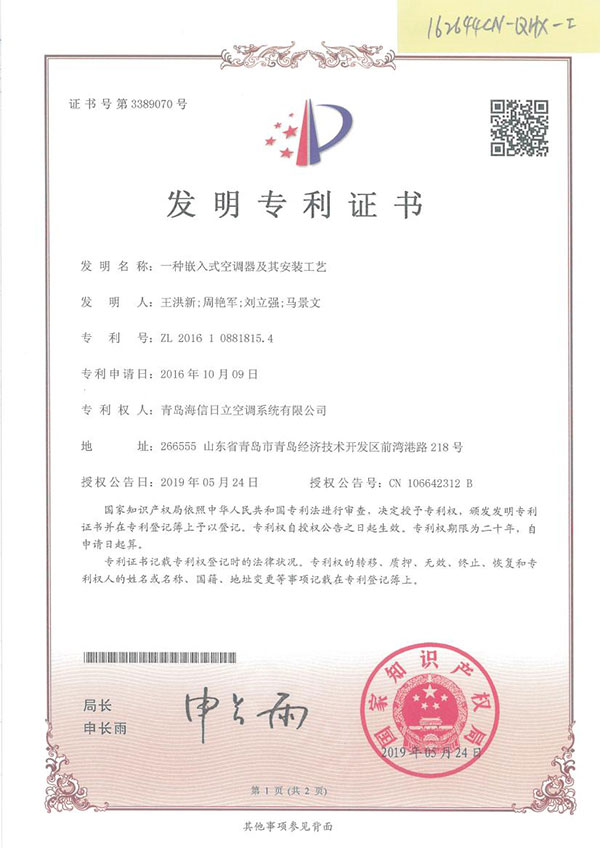 162644CN-QHX-I
证书号第3389070号
发明专利证书
发 明 名 称：一种嵌入式空调器及其安装工艺
发 明 人：王洪新;周艳军;刘立强;马景文
专 利 号：ZL 2016 1 0881815.4
专利申请日：2016年10月09日
专 利 权 人：青岛海信日立空调系统有限公司
地 址：266555 山东省青岛市青岛经济技术开发区前湾港路218号
授权公告日：2019年05月24日 授权公告号：CN 106642312 B
国家知识产权局依照中华人民共和国专利法进行审查，决定授予专利权，颁发发明专利
证书并在专利登记簿上予以登记。专利权自授权公告之日起生效。专利权期限为二十年，自
申请日起算。
专利证书记载专利权登记时的法律状况。专利权的转移、质押、无效、终止、恢复和专
利权人的姓名或名称、国籍、地址变更等事项记载在专利登记簿上。
局长
申长雨
申长雨
国家知识产权局
2019年05月24日
第1页(共2页)
其他事项参见背面